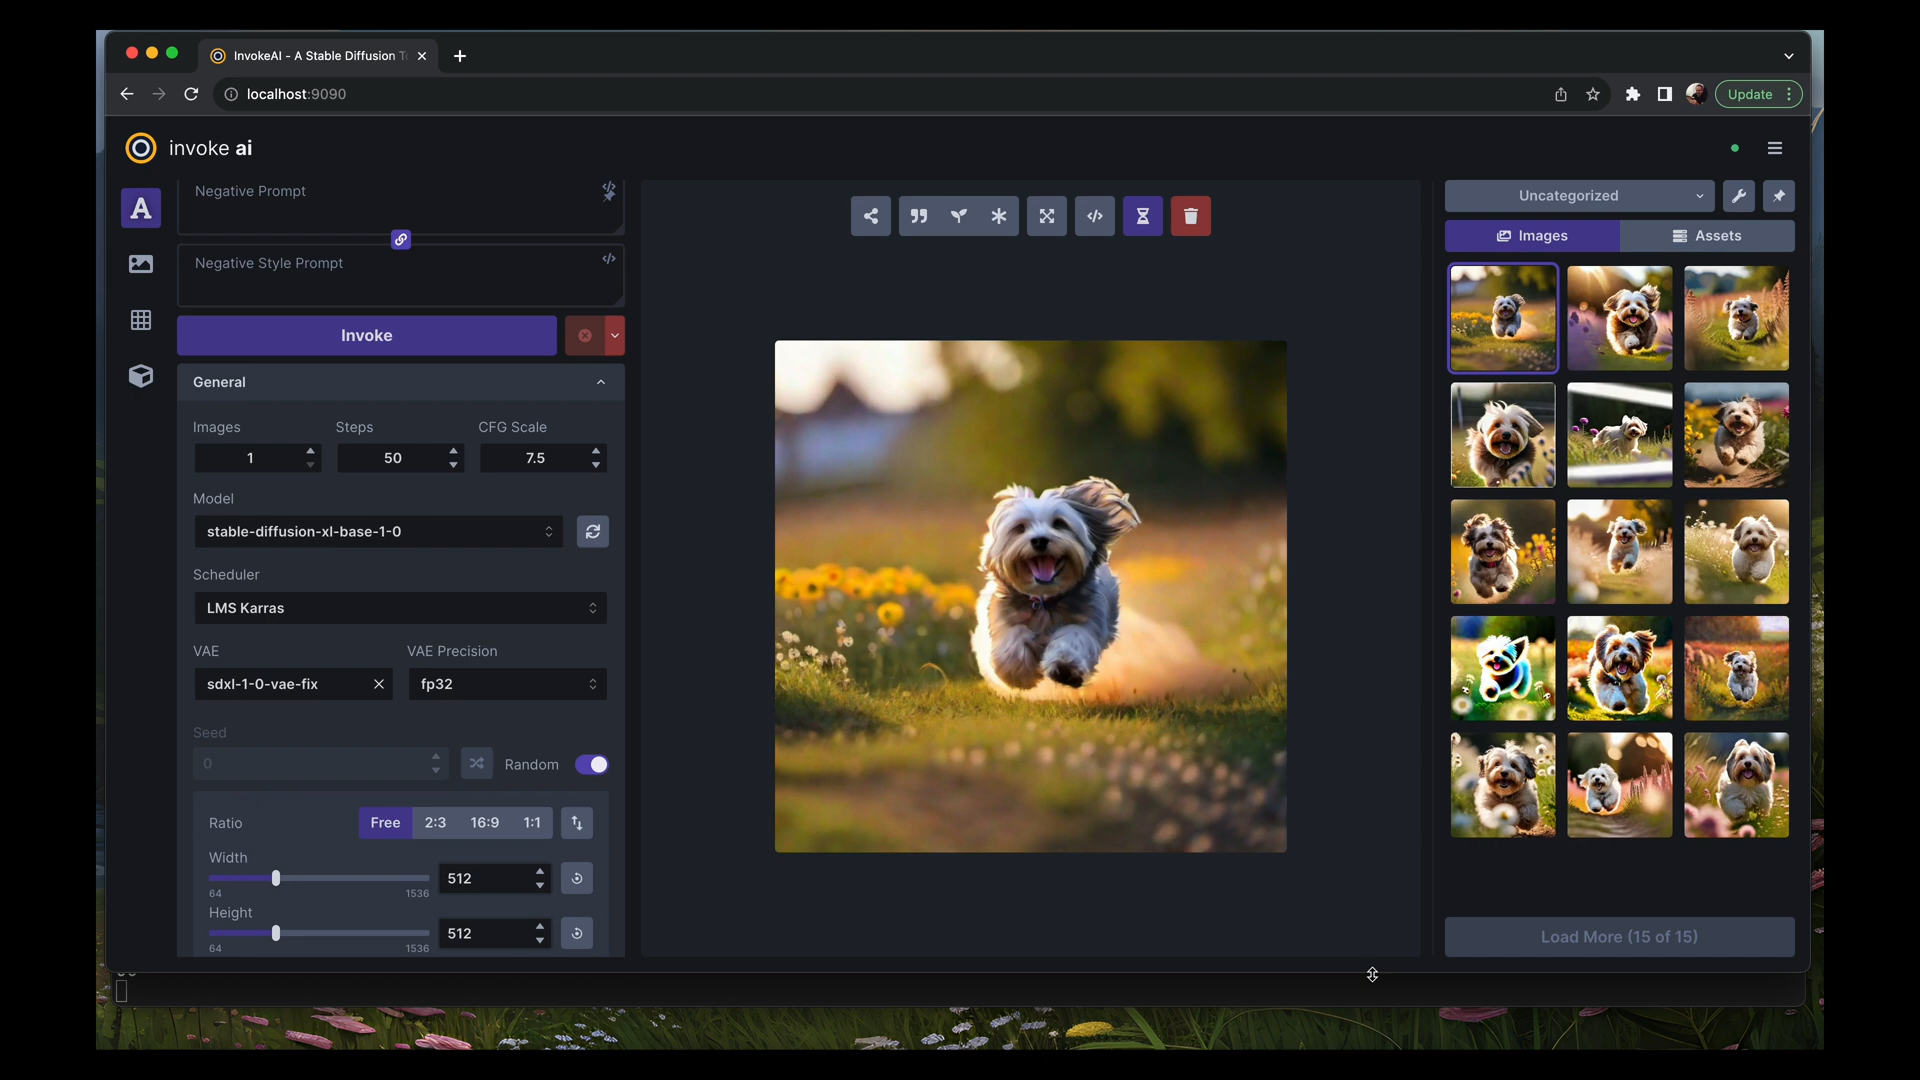 InvokeAI - A Stable Diffusion
localhost:9090
Update
invoke ai
Negative Prompt
Negative Style Prompt
Invoke
General
Images
Steps
CFG Scale
1
50
7.5
Model
stable-diffusion-xl-base-1-0
Scheduler
LMS Karras
VAE
VAE Precision
sdxl-1-0-vae-fix
fp32
Seed
0
Random
Ratio
Free
2:3
16:9
1:1
Width
512
64
1536
Height
512
64
1536
Uncategorized
Images
Assets
Load More (15 of 15)